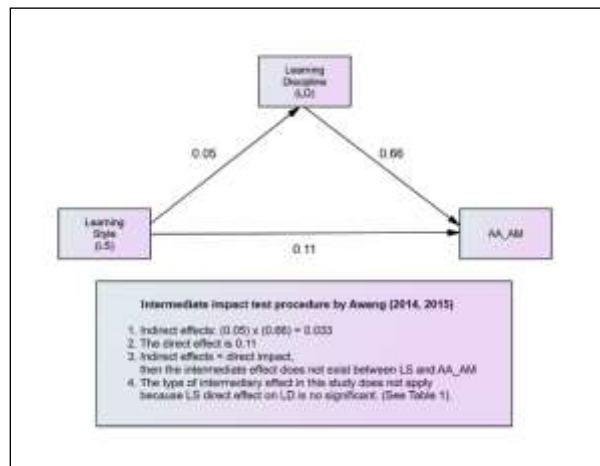 Learning
Discipline
(LD)
0.05
0.66
Learning
Style
(LS)
0.11
AA_AM
Intermediate impact test procedure by Awang (2014, 2015)
1. Indirect effects: (0.05) x (0.66) = 0.033
2. The direct effect is 0.11
3. Indirect effects < direct impact,
then the intermediate effect does not exist between LS and AA_AM
4. The type of intermediary effect in this study does not apply
because LS direct effect on LD is no significant. (See Table 1).